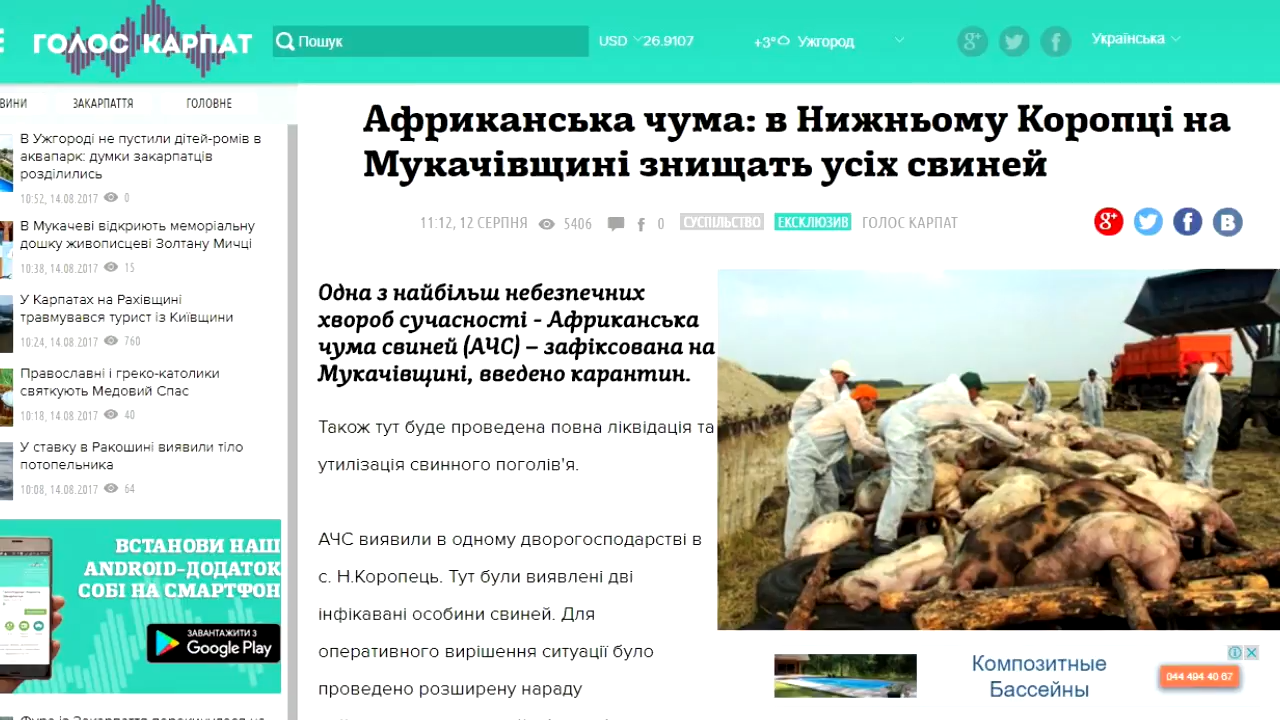 ГОЛОС КАРПАТ
Пошук
USD 26.9107
+3° Ужгород
Українська
ВИНИ ЗАКАРПАТТЯ ГОЛОВНЕ
В Ужгороді не пустили дітей-ромів в
аквапарк: думки закарпатців
розділились
10:52, 14.08.2017 0
В Мукачеві відкриють меморіальну
дошку живописцеві Золтану Мичці
10:38, 14.08.2017 15
У Карпатах на Рахівщині
травмувався турист із Київщини
10:24, 14.08.2017 760
Православні і греко-католики
святкують Медовий Спас
10:18, 14.08.2017 40
У ставку в Ракошині виявили тіло
потопельника
10:08, 14.08.2017 64
ВСТАНОВИ НАШ
ANDROID-ДОДАТОК
СОБІ НА СМАРТФОН
ЗАВАНТАЖИТИ З
Google Play
Африканська чума: в Нижньому Коропці на
Мукачівщині знищать усіх свиней
11:12, 12 СЕРПНЯ 5406 0 СУСПІЛЬСТВО ЕКСКЛЮЗИВ ГОЛОС КАРПАТ
Одна з найбільш небезпечних
хвороб сучасності - Африканська
чума свиней (АЧС) – зафіксована на
Мукачівщині, введено карантин.
Також тут буде проведена повна ліквідація та
утилізація свинного поголів'я.
АЧС виявили в одному дворогосподарстві в
с. Н.Коропець. Тут були виявлені дві
інфіковані особини свиней. Для
оперативного вирішення ситуації було
проведено розширену нараду
Композитные
Бассейны
044 494 40 67